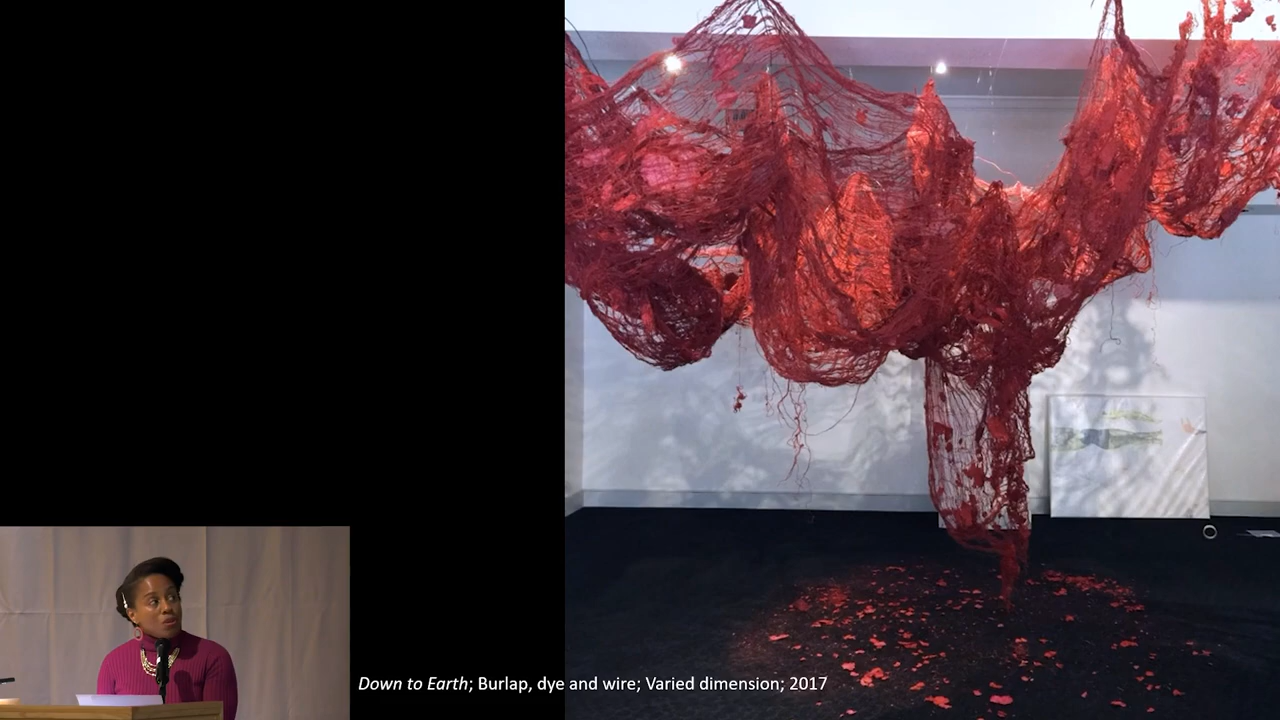 Down to Earth; Burlap, dye and wire; Varied dimension; 2017